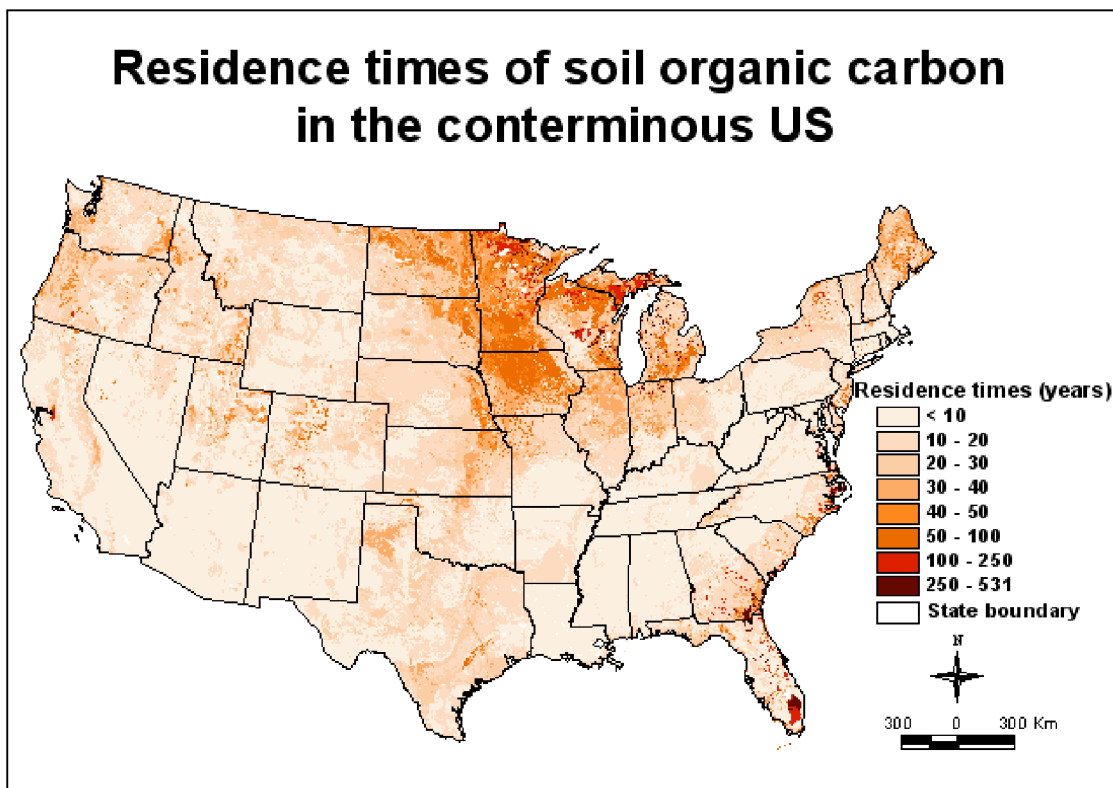 Residence times of soil organic carbon
in the conterminous US
Residence times (years)
< 10
10 - 20
20 - 30
30 - 40
40 - 50
50 - 100
100 - 250
250 - 531
State boundary
N
300 0 300 Km